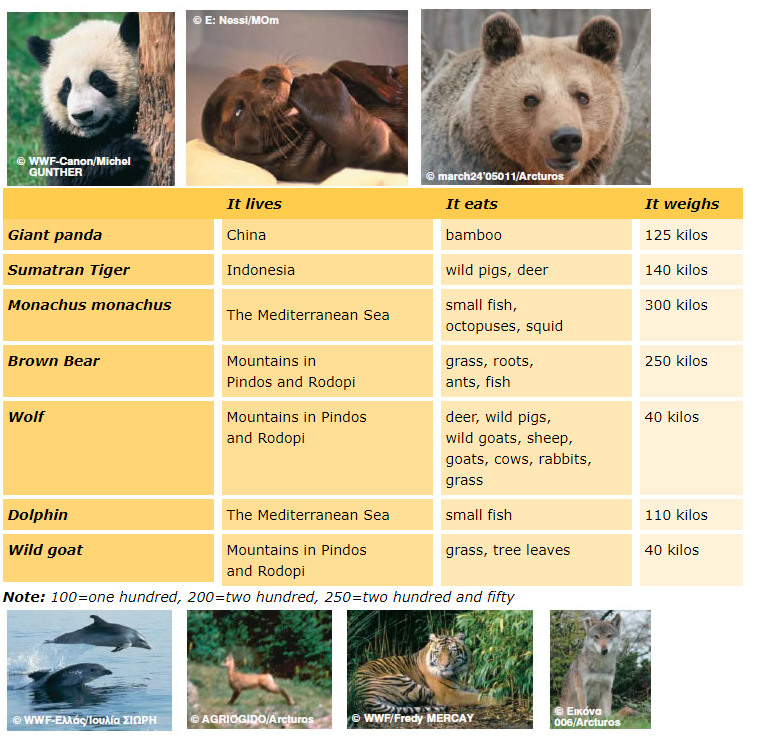 © WWF-Canon/Michel
GUNTHER
© E: Nessi/MOm
© march24'05011/Arcturos
It lives It eats It weighs
Giant panda China bamboo 125 kilos
Sumatran Tiger Indonesia wild pigs, deer 140 kilos
Monachus monachus The Mediterranean Sea small fish,
octopuses, squid 300 kilos
Brown Bear Mountains in
Pindos and Rodopi grass, roots,
ants, fish 250 kilos
Wolf Mountains in Pindos
and Rodopi deer, wild pigs,
wild goats, sheep,
goats, cows, rabbits,
grass 40 kilos
Dolphin The Mediterranean Sea small fish 110 kilos
Wild goat Mountains in Pindos
and Rodopi grass, tree leaves 40 kilos
Note: 100=one hundred, 200=two hundred, 250=two hundred and fifty
© WWF-Ελλάς/Ιουλία ΣΙΩΡΗ
© AGRIOGIDO/Arcturos
© WWF/Fredy MERCAY
© Εικόνα
006/Arcturos